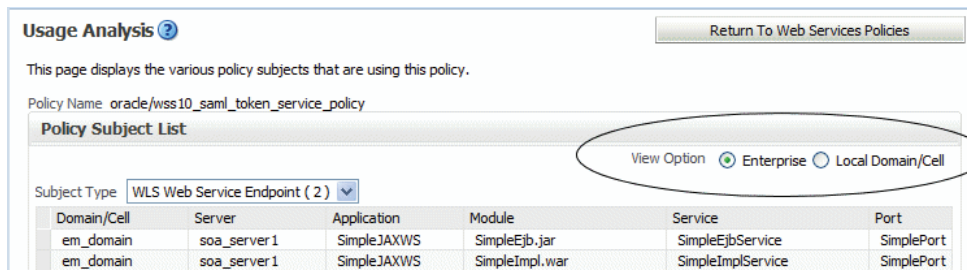 Usage Analysis ?
Return To Web Services Policies
This page displays the various policy subjects that are using this policy.
Policy Name oracle/wss10_saml_token_service_policy
Policy Subject List
View Option Enterprise Local Domain/Cell
Subject Type WLS Web Service Endpoint ( 2 )
Domain/Cell Server Application Module Service Port
em_domain soa_server1 SimpleJAXWS SimpleEjb.jar SimpleEjbService SimplePort
em_domain soa_server1 SimpleJAXWS SimpleImpl.war SimpleImplService SimplePort